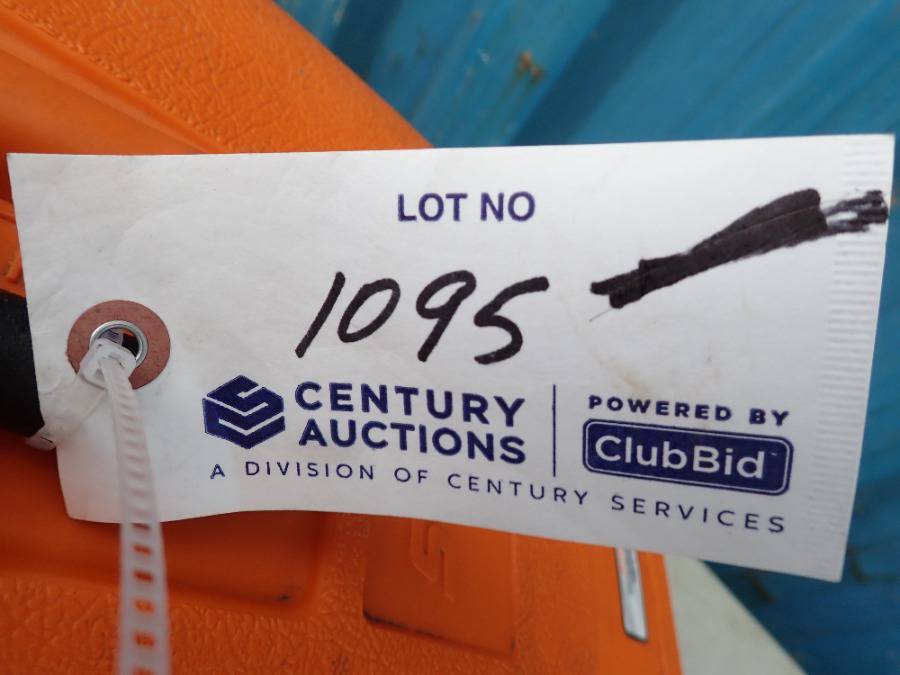 LOT NO
1095
CENTURY
AUCTIONS
A DIVISION OF CENTURY SERVICES
POWERED BY
ClubBid